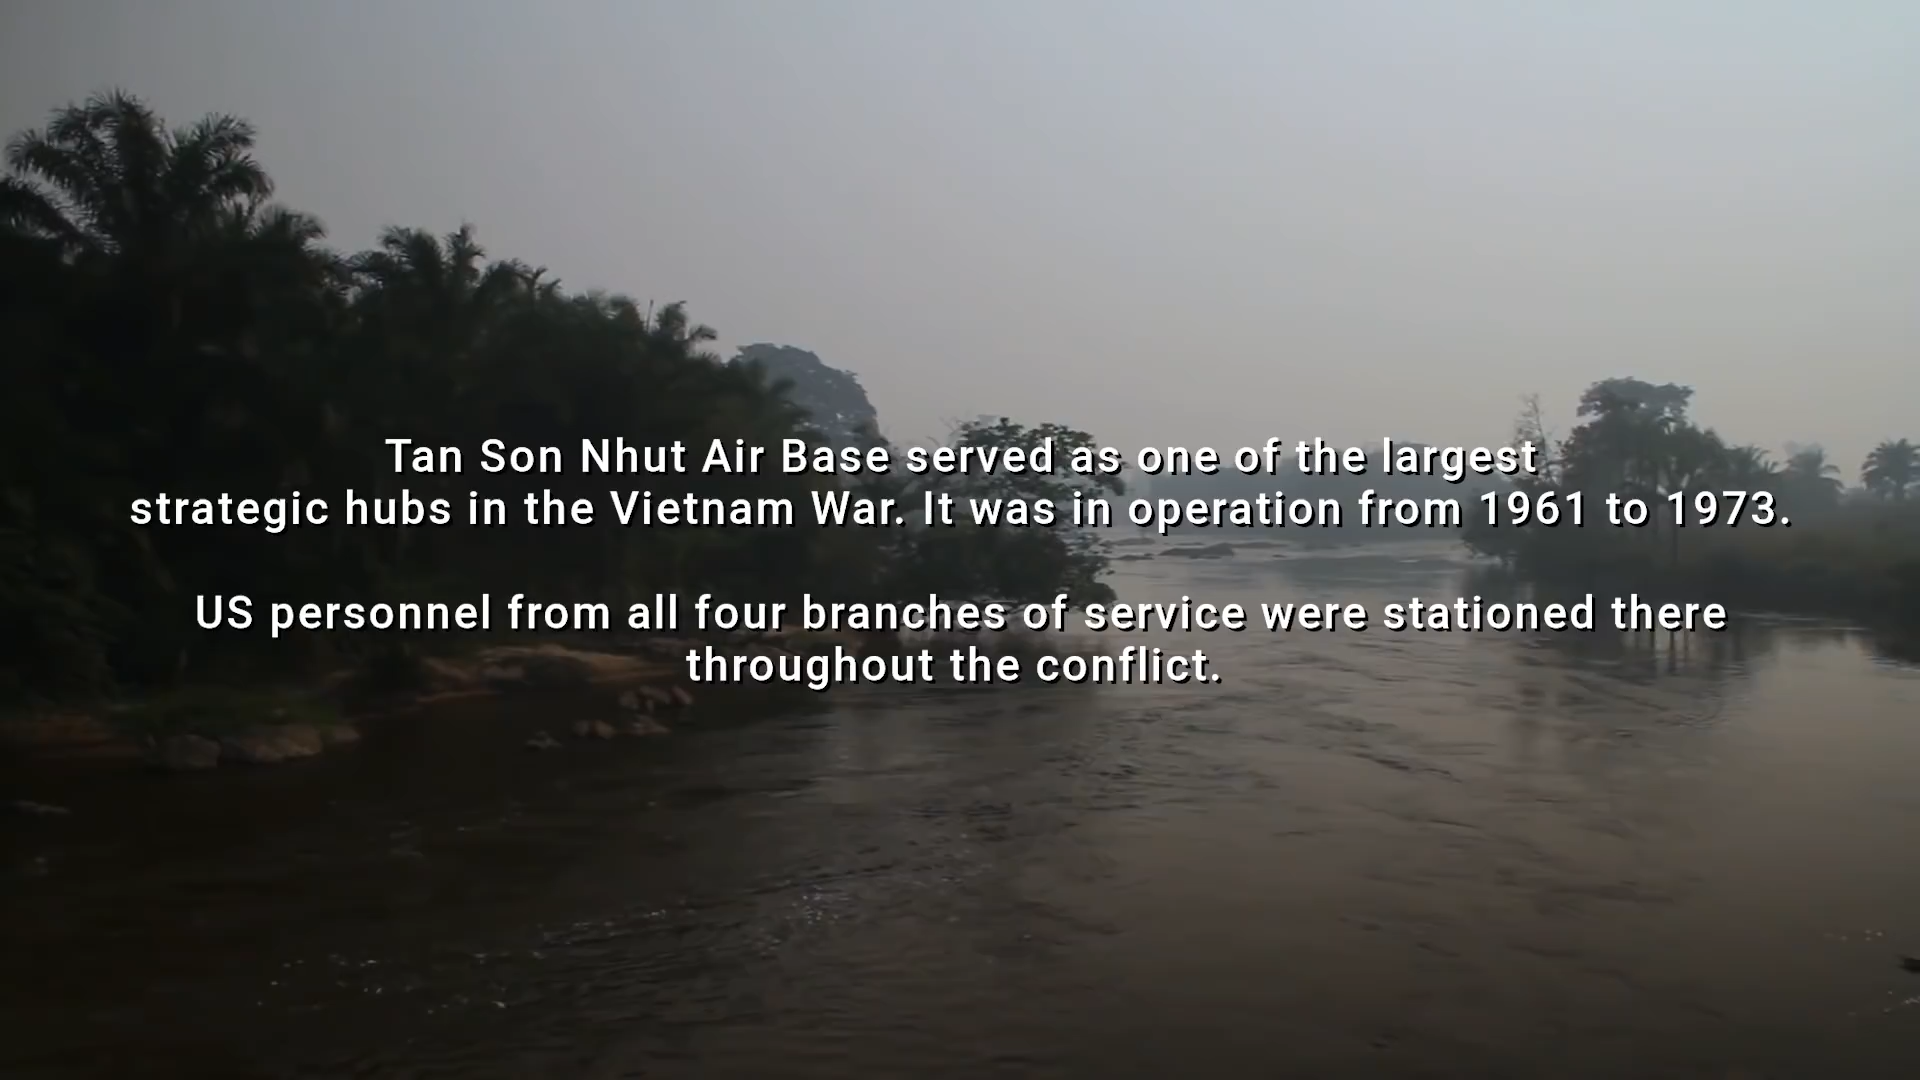 Tan Son Nhut Air Base served as one of the largest
strategic hubs in the Vietnam War. It was in operation from 1961 to 1973.
US personnel from all four branches of service were stationed there
throughout the conflict.